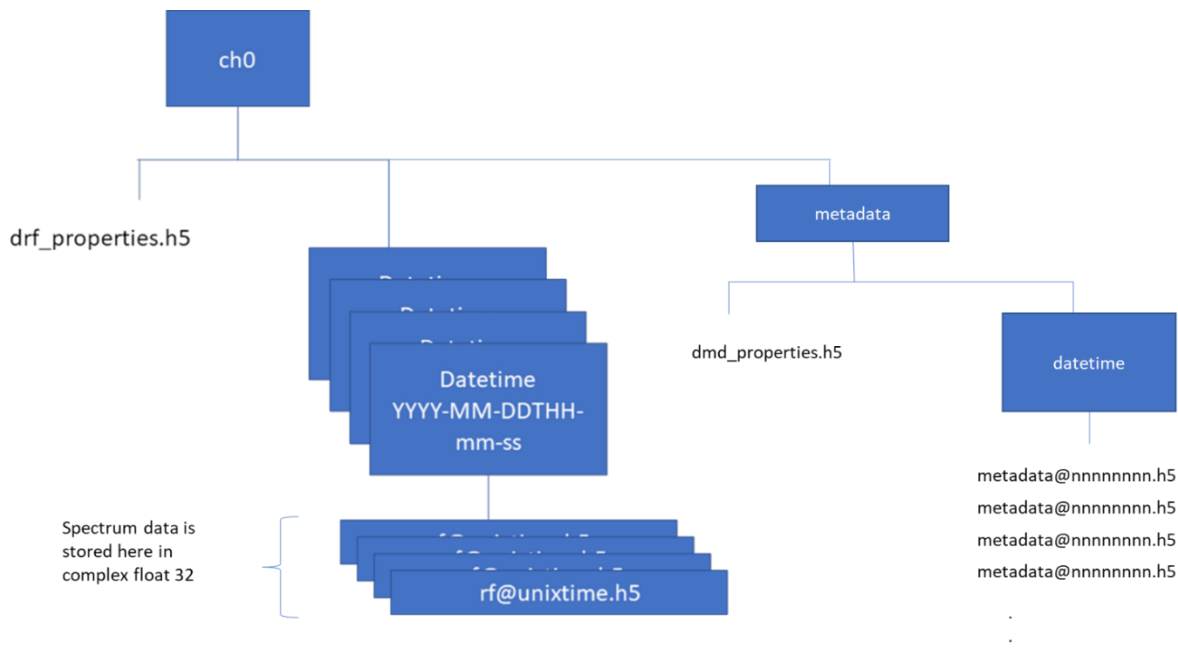 ch0
drf_properties.h5
metadata
dmd_properties.h5
datetime
Datetime
YYYY-MM-DDTHH-
mm-ss
metadata@nnnnnnnn.h5
metadata@nnnnnnnn.h5
metadata@nnnnnnnn.h5
metadata@nnnnnnnn.h5
.
.
Spectrum data is
stored here in
complex float 32
rf@unixtime.h5